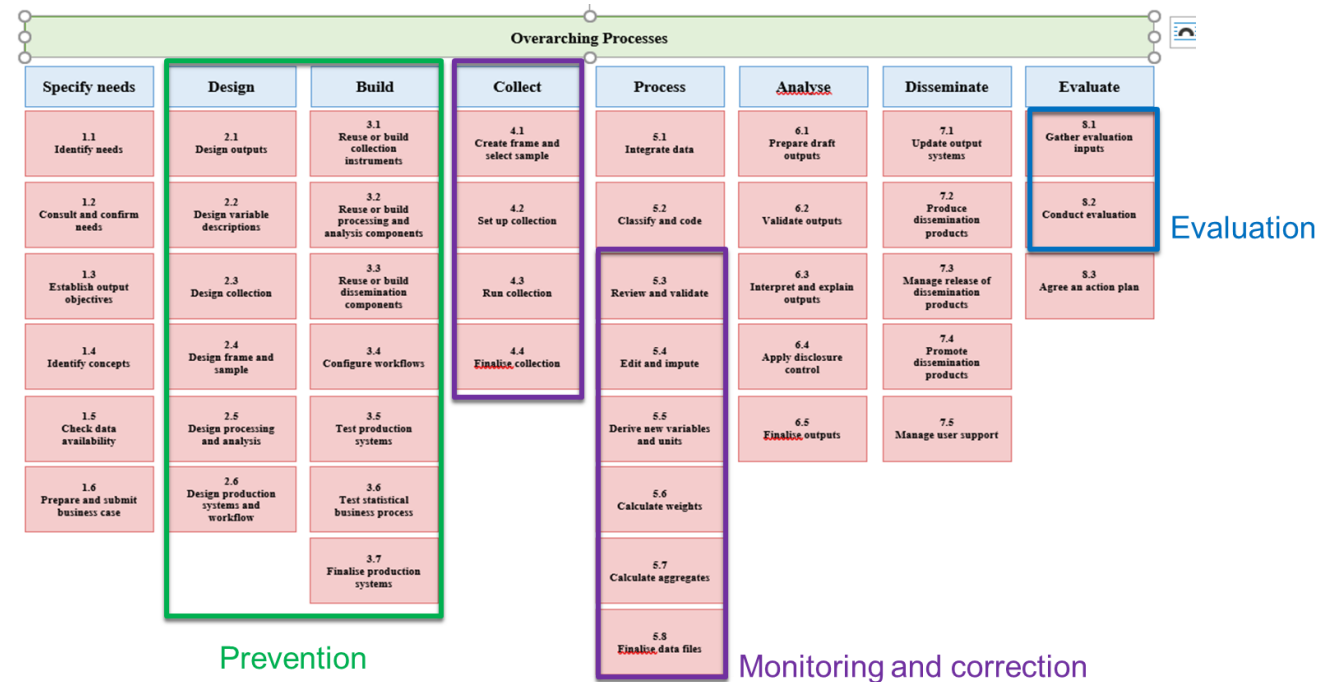 Overarching Processes
Specify needs
1.1
Identify needs
1.2
Consult and confirm
needs
1.3
Establish output
objectives
1.4
Identify concepts
1.5
Check data
availability
1.6
Prepare and submit
business case
Design
2.1
Design outputs
2.2
Design variable
descriptions
2.3
Design collection
2.4
Design frame and
sample
2.5
Design processing
and analysis
2.6
Design production
systems and
workflow
Build
3.1
Reuse or build
collection
instruments
3.2
Reuse or build
processing and
analysis components
3.3
Reuse or build
dissemination
components
3.4
Configure workflows
3.5
Test production
systems
3.6
Test statistical
business process
3.7
Finalise production
systems
Prevention
Collect
4.1
Create frame and
select sample
4.2
Set up collection
4.3
Run collection
4.4
Finalise collection
Process
5.1
Integrate data
5.2
Classify and code
5.3
Review and validate
5.4
Edit and impute
5.5
Derive new variables
and units
5.6
Calculate weights
5.7
Calculate aggregates
5.8
Finalise data files
Monitoring and correction
Analyse
6.1
Prepare draft
outputs
6.2
Validate outputs
6.3
Interpret and explain
outputs
6.4
Apply disclosure
control
6.5
Finalise outputs
Disseminate
7.1
Update output
systems
7.2
Produce
dissemination
products
7.3
Manage release of
dissemination
products
7.4
Promote
dissemination
products
7.5
Manage user support
Evaluate
8.1
Gather evaluation
inputs
8.2
Conduct evaluation
8.3
Agree an action plan
Evaluation